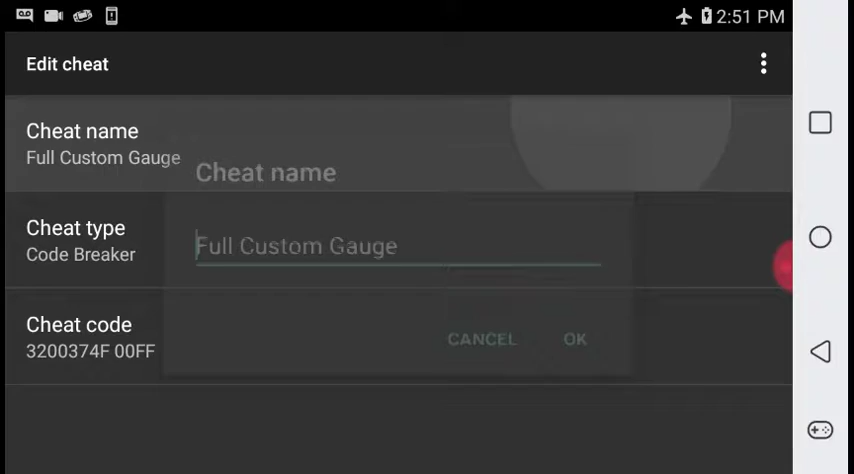 2:51 PM
Edit cheat
Cheat name
Full Custom Gauge
Cheat name
Full Custom Gauge
CANCEL OK
Cheat type
Code Breaker
Cheat code
3200374F 00FF